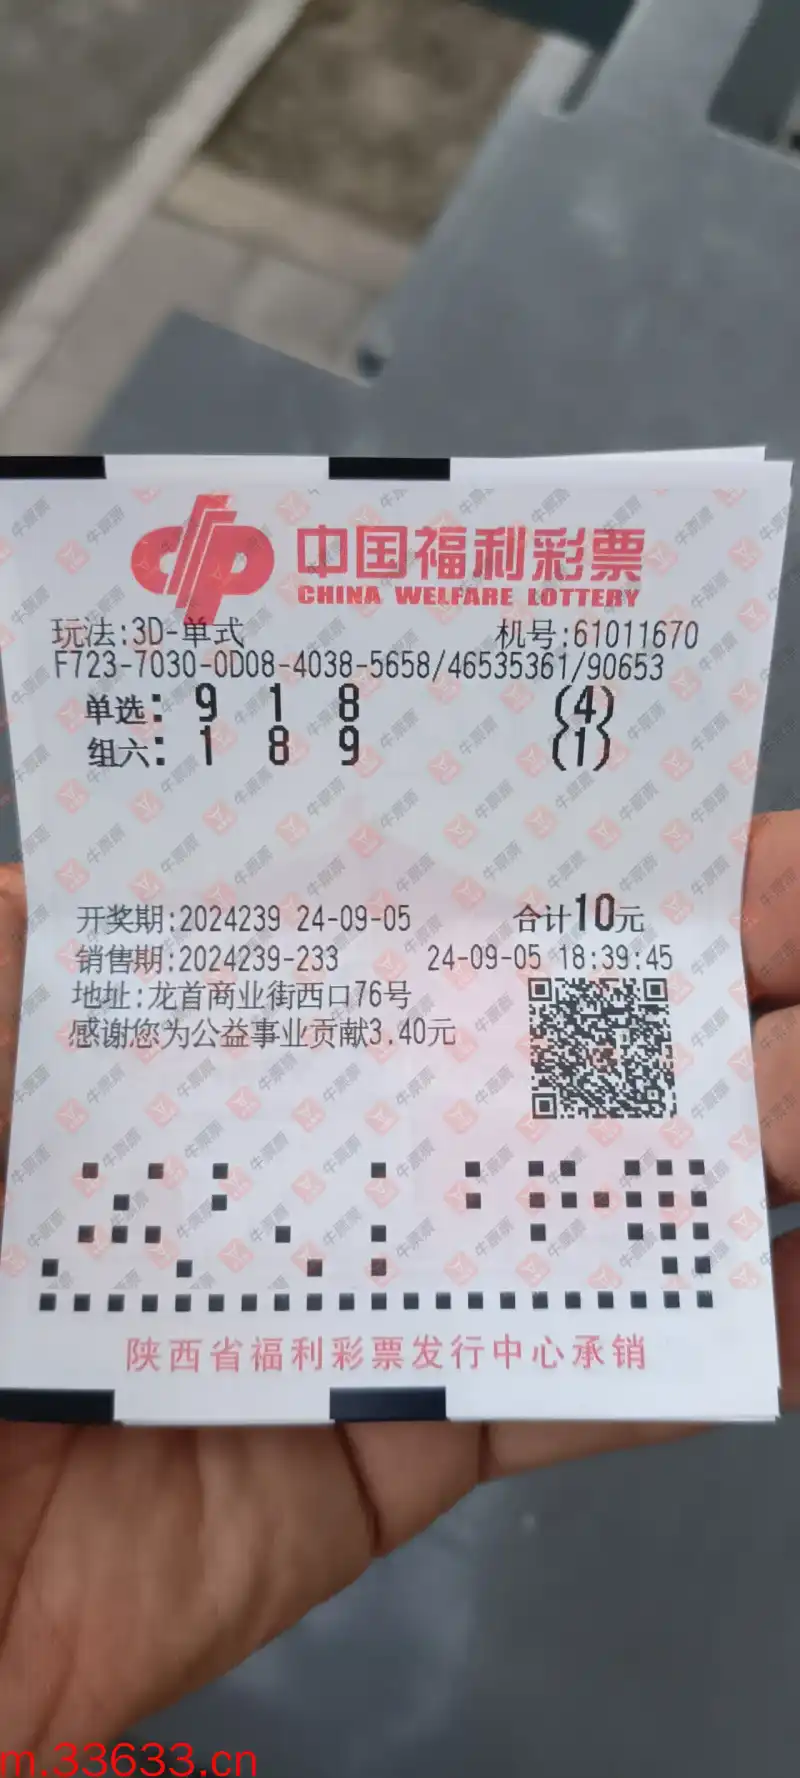 中国福利彩票
CHINA WELFARE LOTTERY
玩法:3D-单式 机号:61011670
F723-7030-0D08-4038-5658/46535361/90653
单选: 9 1 8 (4)
组六: 1 8 9 (1)
开奖期:2024239 24-09-05 合计10元
销售期:2024239-233 24-09-05 18:39:45
地址:龙首商业街西口76号
感谢您为公益事业贡献3.40元
陕西省福利彩票发行中心承销
m.33633.cn